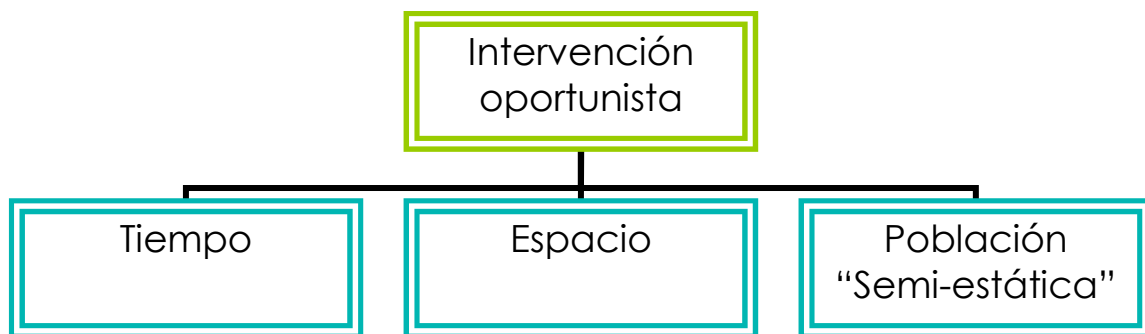 Intervención
oportunista
Tiempo
Espacio
Población
“Semi-estática”